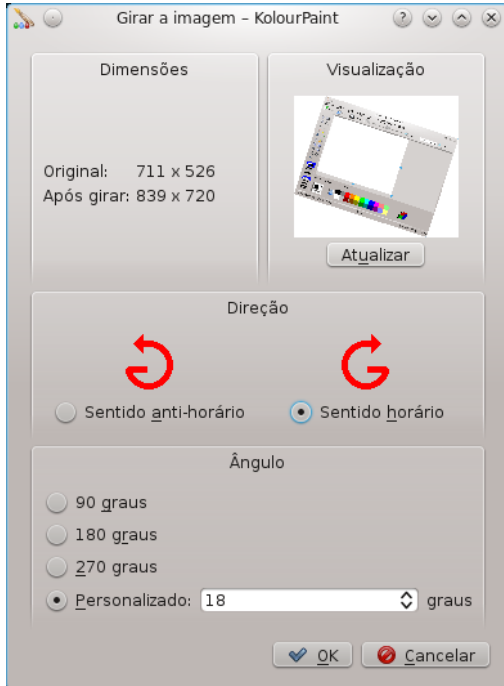 Girar a imagem – KolourPaint
Dimensões
Original: 711 x 526
Após girar: 839 x 720
Visualização
Atualizar
Direção
Sentido anti-horário
Sentido horário
Ângulo
90 graus
180 graus
270 graus
Personalizado: 18 graus
OK
Cancelar